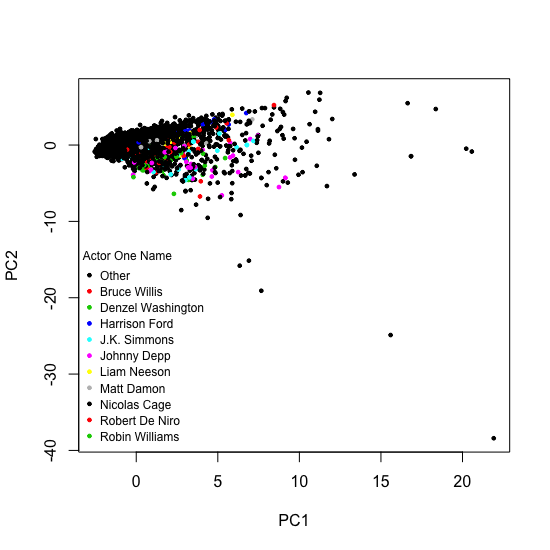 0
-10
-20
-30
-40
PC2
Actor One Name
Other
Bruce Willis
Denzel Washington
Harrison Ford
J.K. Simmons
Johnny Depp
Liam Neeson
Matt Damon
Nicolas Cage
Robert De Niro
Robin Williams
0 5 10 15 20
PC1